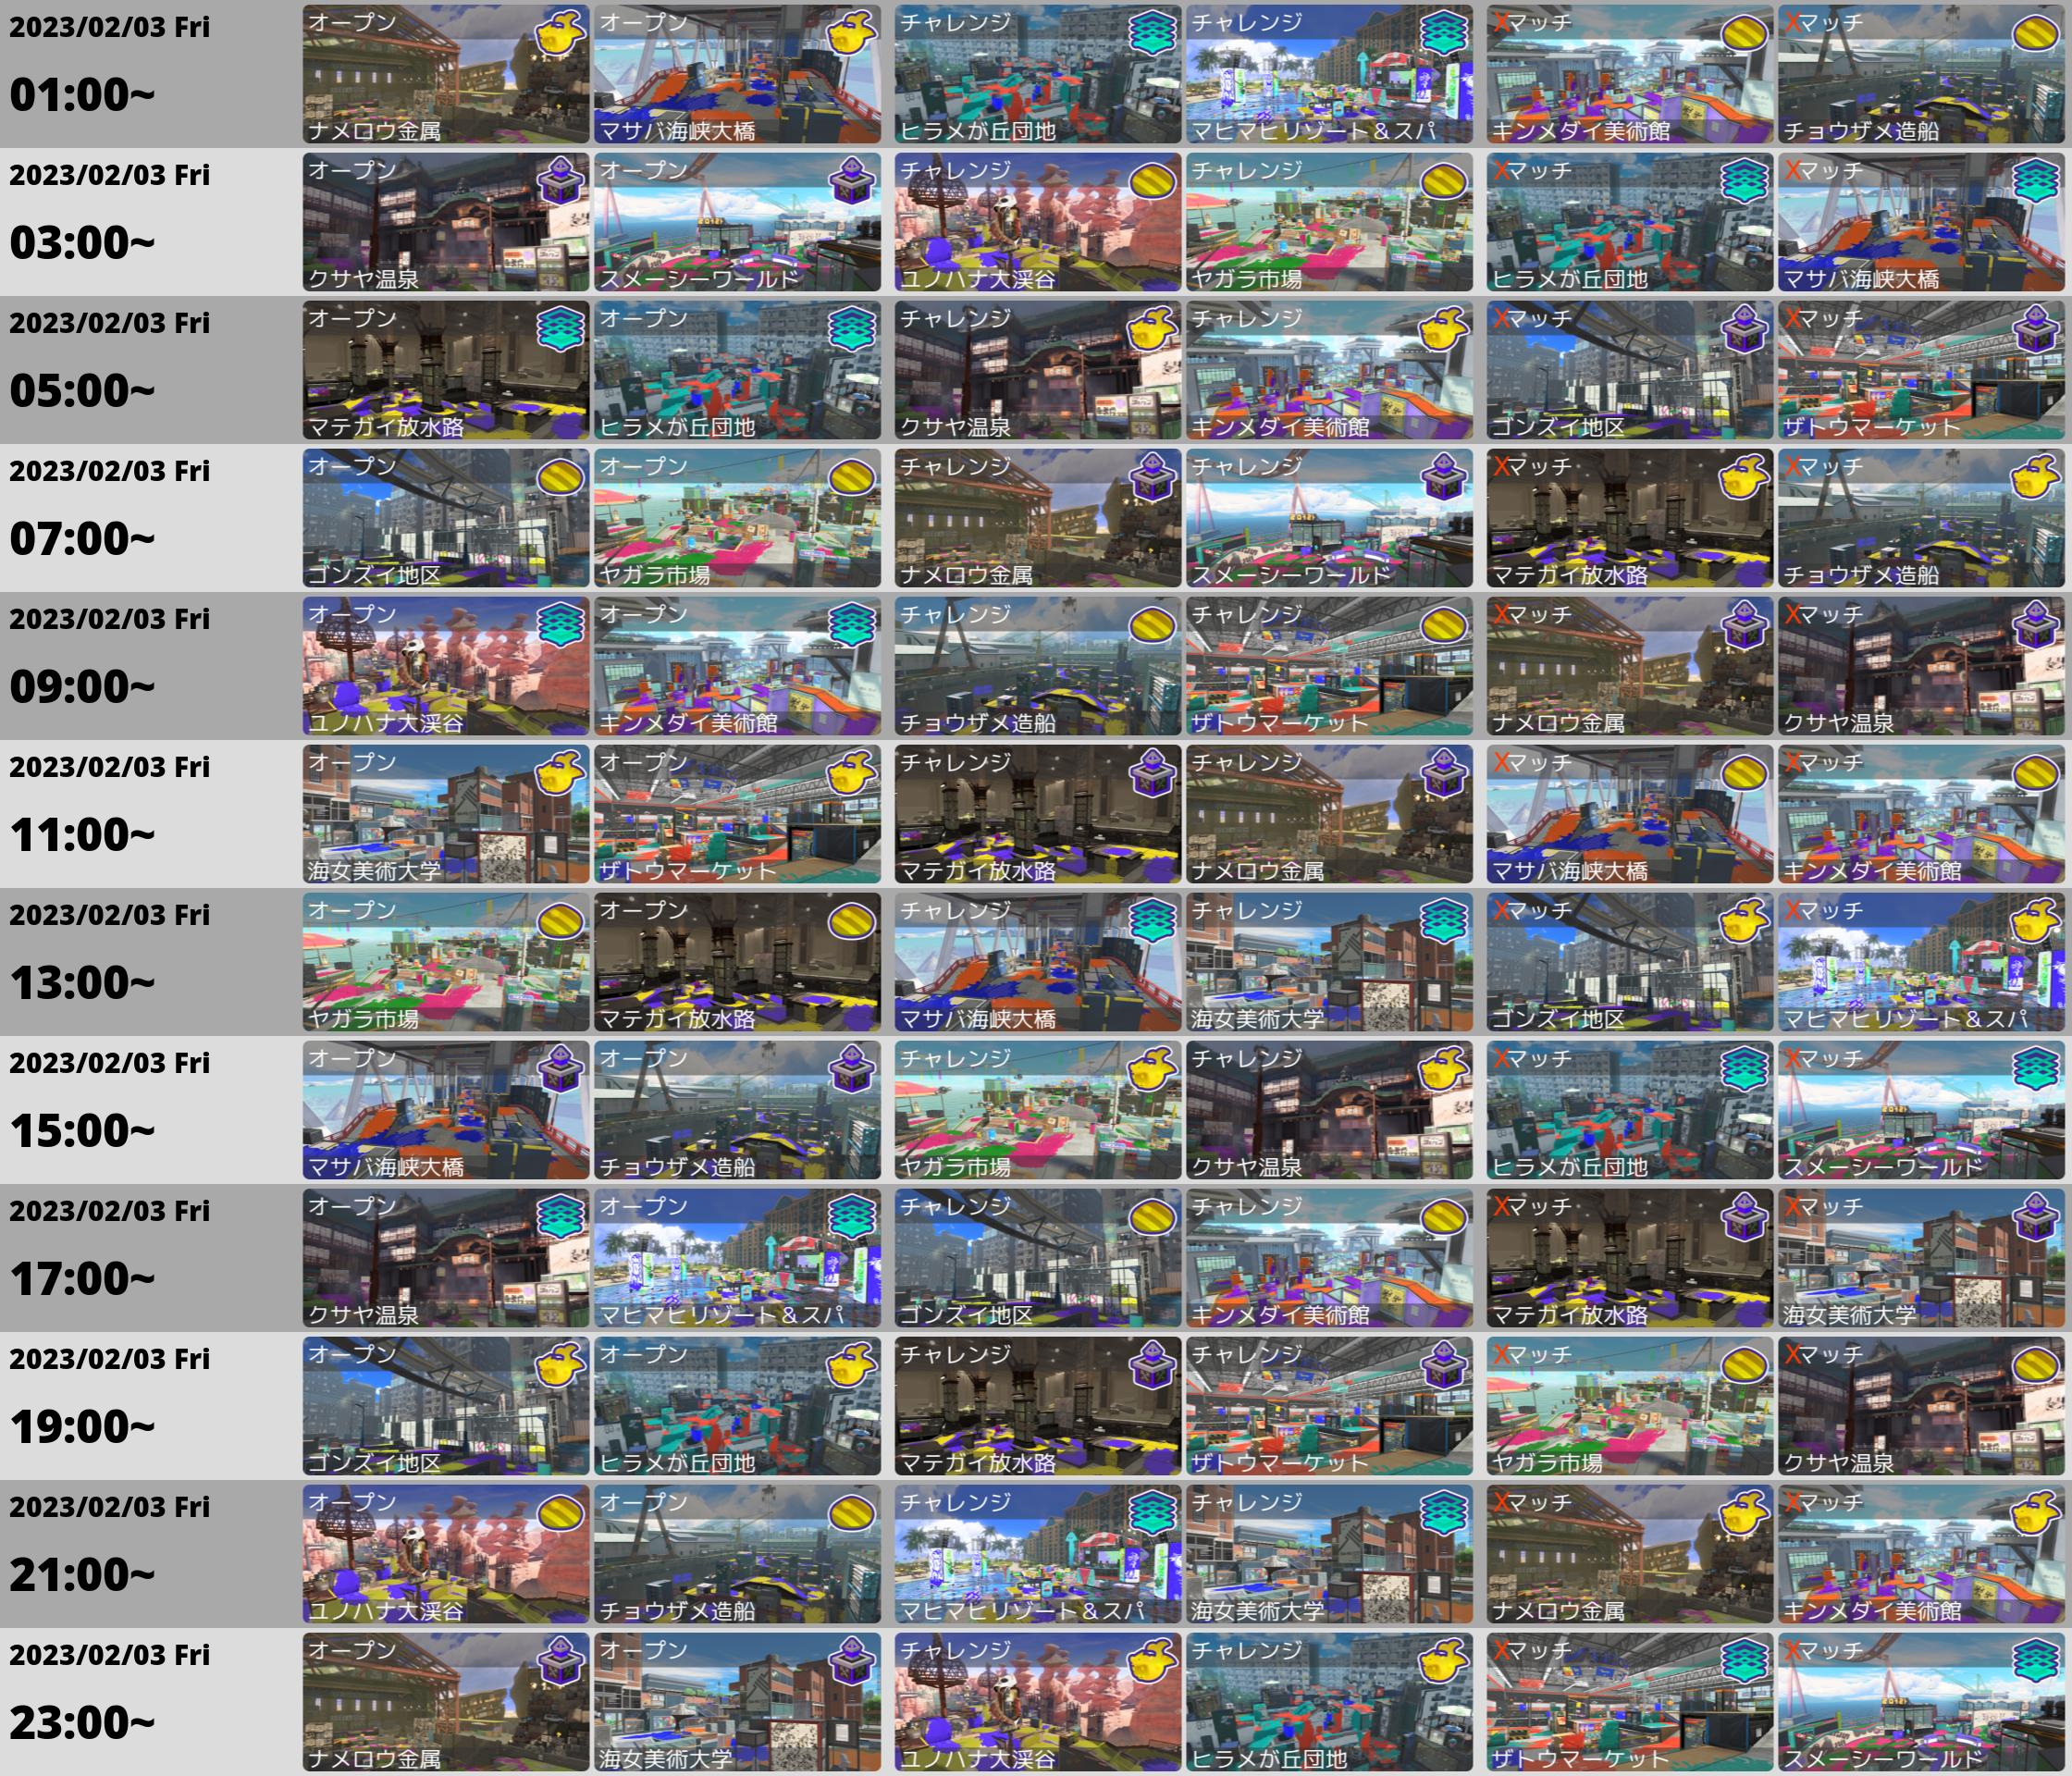 2023/02/03 Fri
01:00~
オープン
ナメロウ金属
オープン
マサバ海峡大橋
チャレンジ
ヒラメが丘団地
チャレンジ
マヒマヒリゾート＆スパ
Xマッチ
キンメダイ美術館
Xマッチ
チョウザメ造船
2023/02/03 Fri
03:00~
オープン
クサヤ温泉
オープン
スメーシーワールド
チャレンジ
ユノハナ大渓谷
チャレンジ
ヤガラ市場
Xマッチ
ヒラメが丘団地
Xマッチ
マサバ海峡大橋
2023/02/03 Fri
05:00~
オープン
マテガイ放水路
オープン
ヒラメが丘団地
チャレンジ
クサヤ温泉
チャレンジ
キンメダイ美術館
Xマッチ
ゴンズイ地区
Xマッチ
ザトウマーケット
2023/02/03 Fri
07:00~
オープン
ゴンズイ地区
オープン
ヤガラ市場
チャレンジ
ナメロウ金属
チャレンジ
スメーシーワールド
Xマッチ
マテガイ放水路
Xマッチ
チョウザメ造船
2023/02/03 Fri
09:00~
オープン
ユノハナ大渓谷
オープン
キンメダイ美術館
チャレンジ
チョウザメ造船
チャレンジ
ザトウマーケット
Xマッチ
ナメロウ金属
Xマッチ
クサヤ温泉
2023/02/03 Fri
11:00~
オープン
海女美術大学
オープン
ザトウマーケット
チャレンジ
マテガイ放水路
チャレンジ
ナメロウ金属
Xマッチ
マサバ海峡大橋
Xマッチ
キンメダイ美術館
2023/02/03 Fri
13:00~
オープン
ヤガラ市場
オープン
マテガイ放水路
チャレンジ
マサバ海峡大橋
チャレンジ
海女美術大学
Xマッチ
ゴンズイ地区
Xマッチ
マヒマヒリゾート＆スパ
2023/02/03 Fri
15:00~
オープン
マサバ海峡大橋
オープン
チョウザメ造船
チャレンジ
ヤガラ市場
チャレンジ
クサヤ温泉
Xマッチ
ヒラメが丘団地
Xマッチ
スメーシーワールド
2023/02/03 Fri
17:00~
オープン
クサヤ温泉
オープン
マヒマヒリゾート＆スパ
チャレンジ
ゴンズイ地区
チャレンジ
キンメダイ美術館
Xマッチ
マテガイ放水路
Xマッチ
海女美術大学
2023/02/03 Fri
19:00~
オープン
ゴンズイ地区
オープン
ヒラメが丘団地
チャレンジ
マテガイ放水路
チャレンジ
ザトウマーケット
Xマッチ
ヤガラ市場
Xマッチ
クサヤ温泉
2023/02/03 Fri
21:00~
オープン
ユノハナ大渓谷
オープン
チョウザメ造船
チャレンジ
マヒマヒリゾート＆スパ
チャレンジ
海女美術大学
Xマッチ
ナメロウ金属
Xマッチ
キンメダイ美術館
2023/02/03 Fri
23:00~
オープン
ナメロウ金属
オープン
海女美術大学
チャレンジ
ユノハナ大渓谷
チャレンジ
ヒラメが丘団地
Xマッチ
ザトウマーケット
Xマッチ
スメーシーワールド